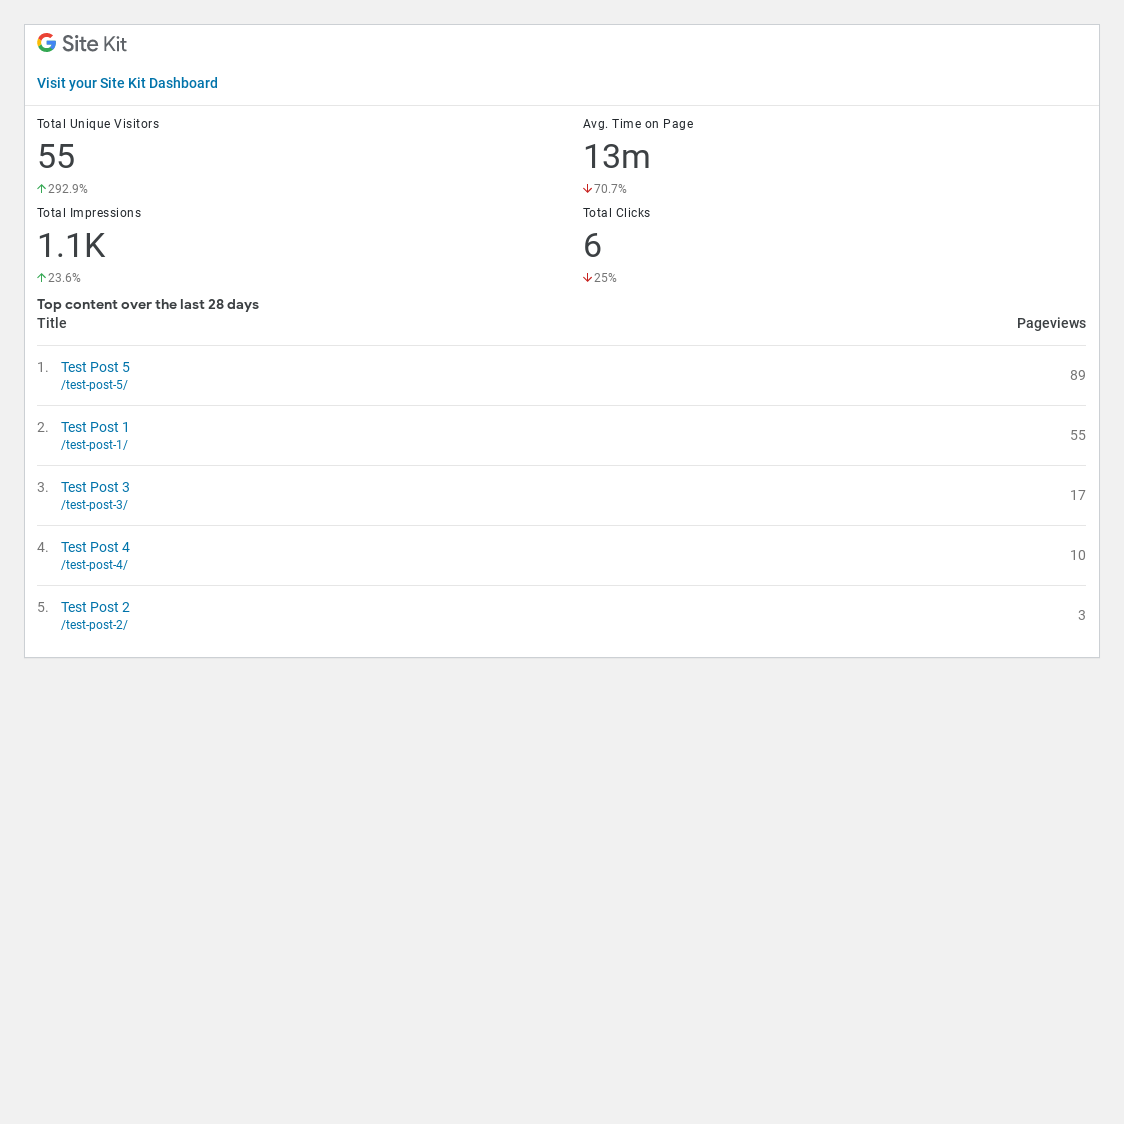 Site Kit
Visit your Site Kit Dashboard
Total Unique Visitors
55
292.9%
Avg. Time on Page
13m
70.7%
Total Impressions
1.1K
23.6%
Total Clicks
6
25%
Top content over the last 28 days
Title Pageviews
1. Test Post 5
/test-post-5/
89
2. Test Post 1
/test-post-1/
55
3. Test Post 3
/test-post-3/
17
4. Test Post 4
/test-post-4/
10
5. Test Post 2
/test-post-2/
3